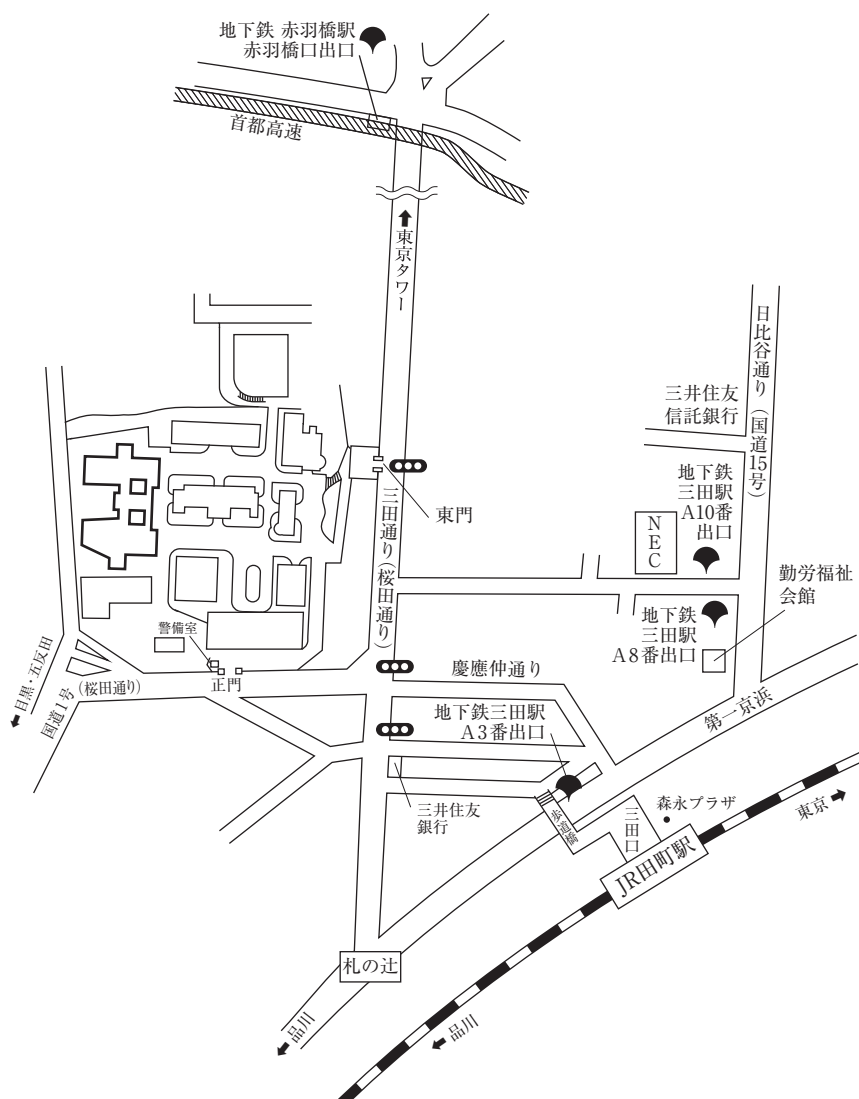 地下鉄 赤羽橋駅
赤羽橋口出口
首都高速
東京タワー
日比谷通り（国道15号）
三井住友
信託銀行
地下鉄
三田駅
A10番
出口
NEC
東門
三田通り（桜田通り）
勤労福祉
会館
地下鉄
三田駅
A8番出口
警備室
正門
慶應仲通り
目黒・五反田
国道1号（桜田通り）
地下鉄三田駅
A3番出口
第一京浜
三井住友
銀行
歩道橋
三田口
森永プラザ
東京
JR田町駅
札の辻
品川
品川